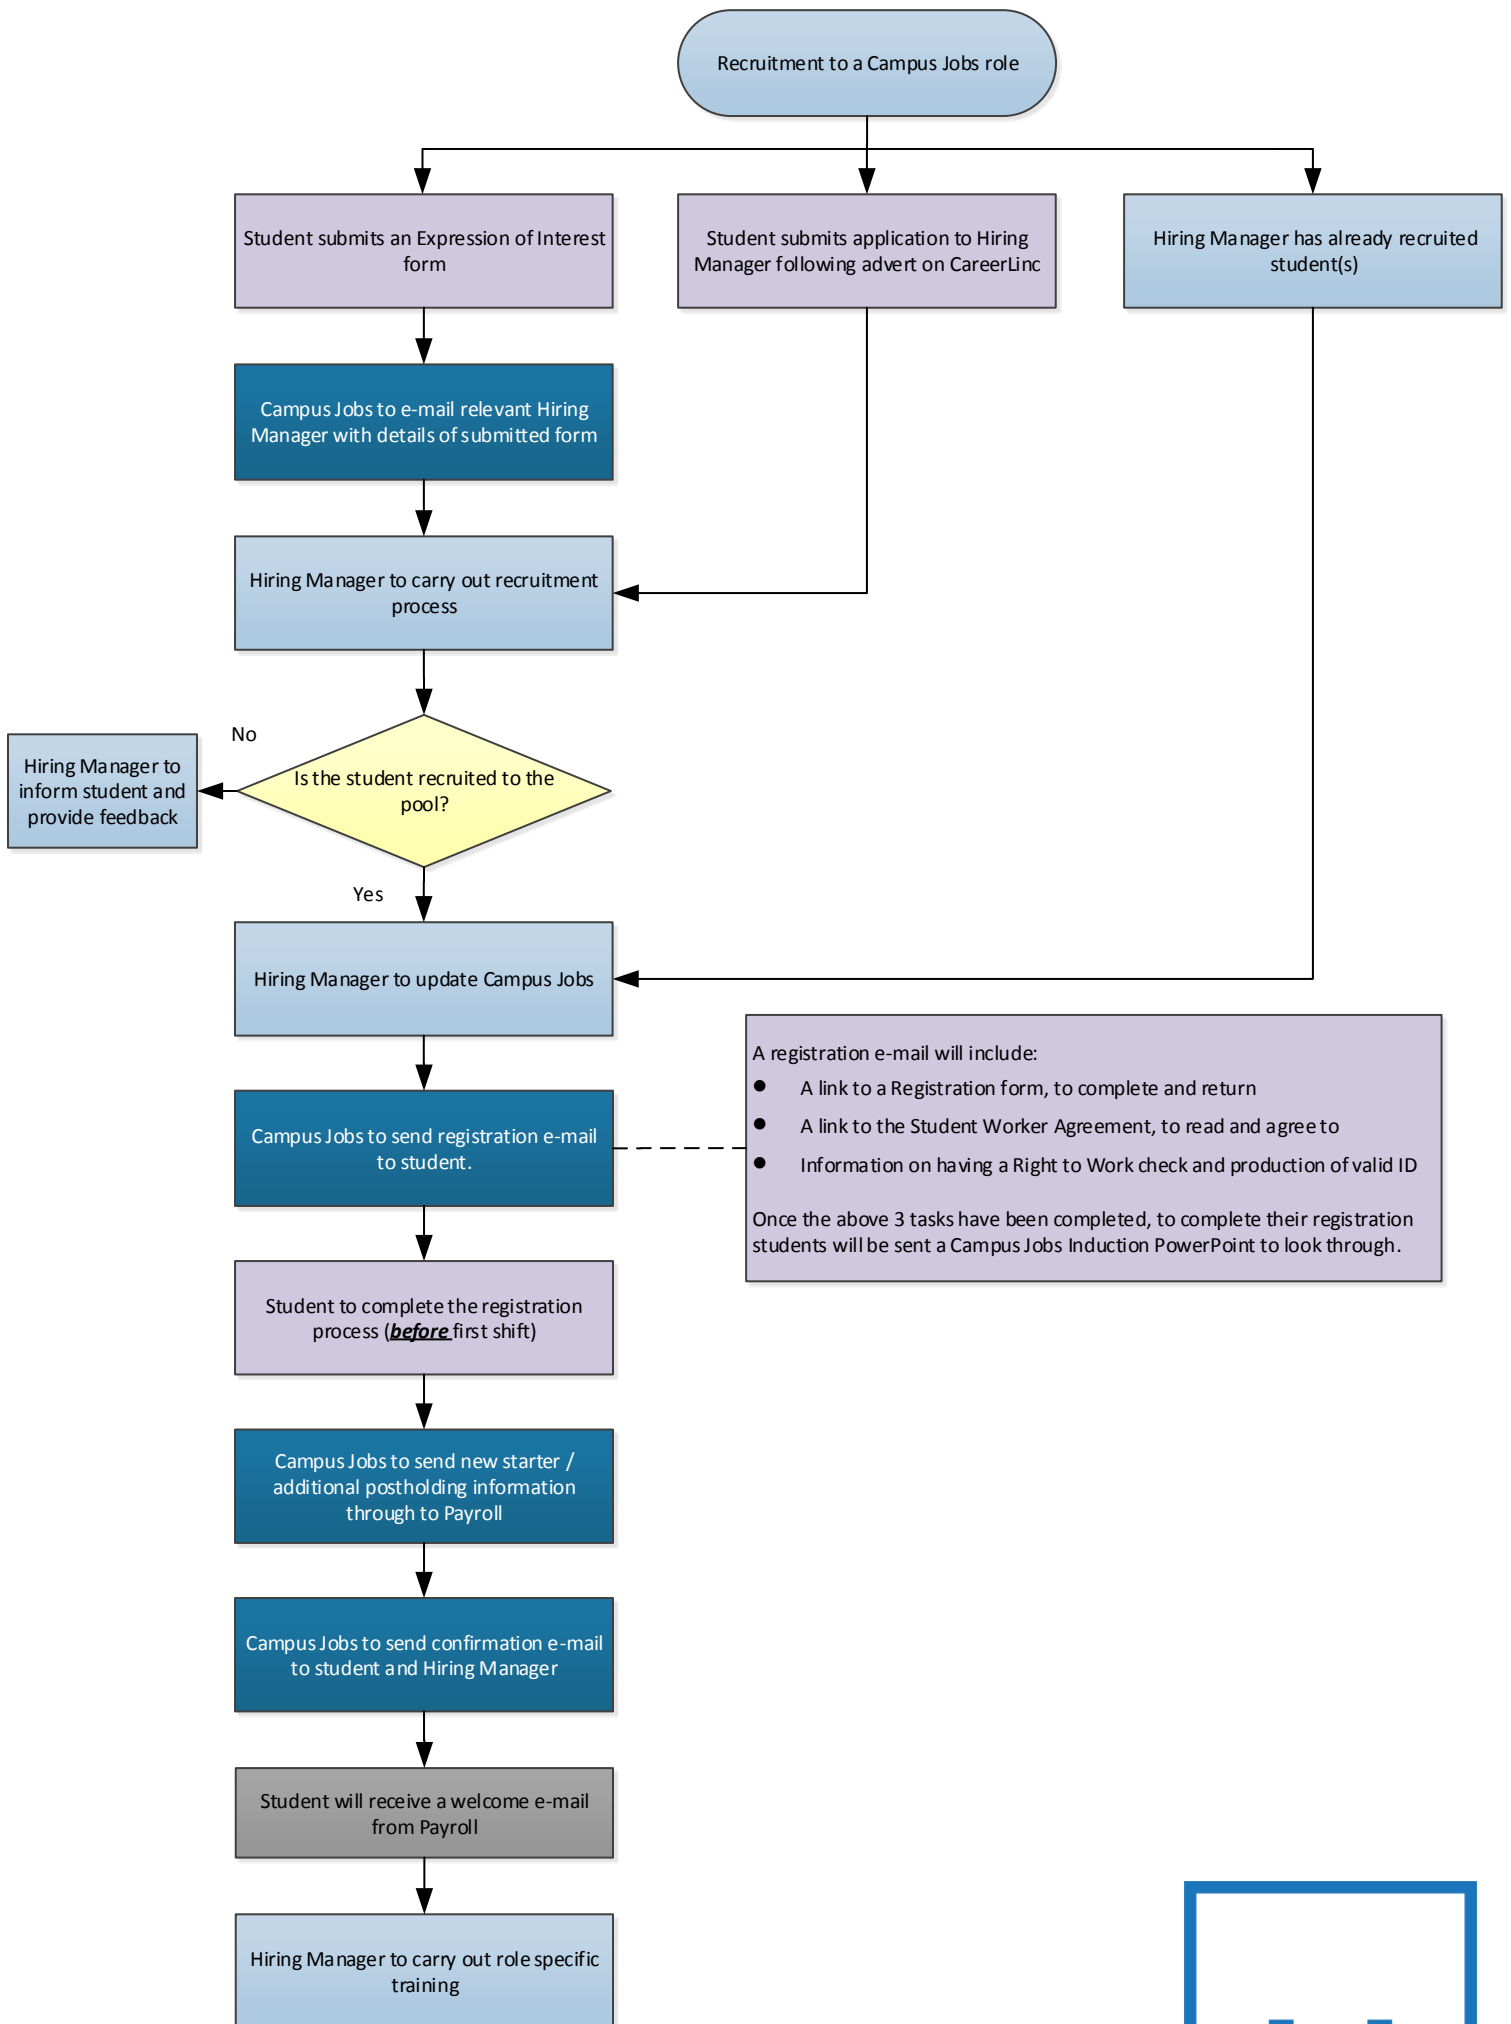 Recruitment to a Campus Jobs role
Student submits an Expression of Interest
form
Student submits application to Hiring
Manager following advert on CareerLinc
Hiring Manager has already recruited
student(s)
Campus Jobs to e-mail relevant Hiring
Manager with details of submitted form
Hiring Manager to carry out recruitment
process
No
Hiring Manager to
inform student and
provide feedback
Is the student recruited to the
pool?
Yes
Hiring Manager to update Campus Jobs
A registration e-mail will include:
● A link to a Registration form, to complete and return
● A link to the Student Worker Agreement, to read and agree to
● Information on having a Right to Work check and production of valid ID
Once the above 3 tasks have been completed, to complete their registration
students will be sent a Campus Jobs Induction PowerPoint to look through.
Campus Jobs to send registration e-mail
to student.
Student to complete the registration
process (before first shift)
Campus Jobs to send new starter /
additional postholding information
through to Payroll
Campus Jobs to send confirmation e-mail
to student and Hiring Manager
Student will receive a welcome e-mail
from Payroll
Hiring Manager to carry out role specific
training